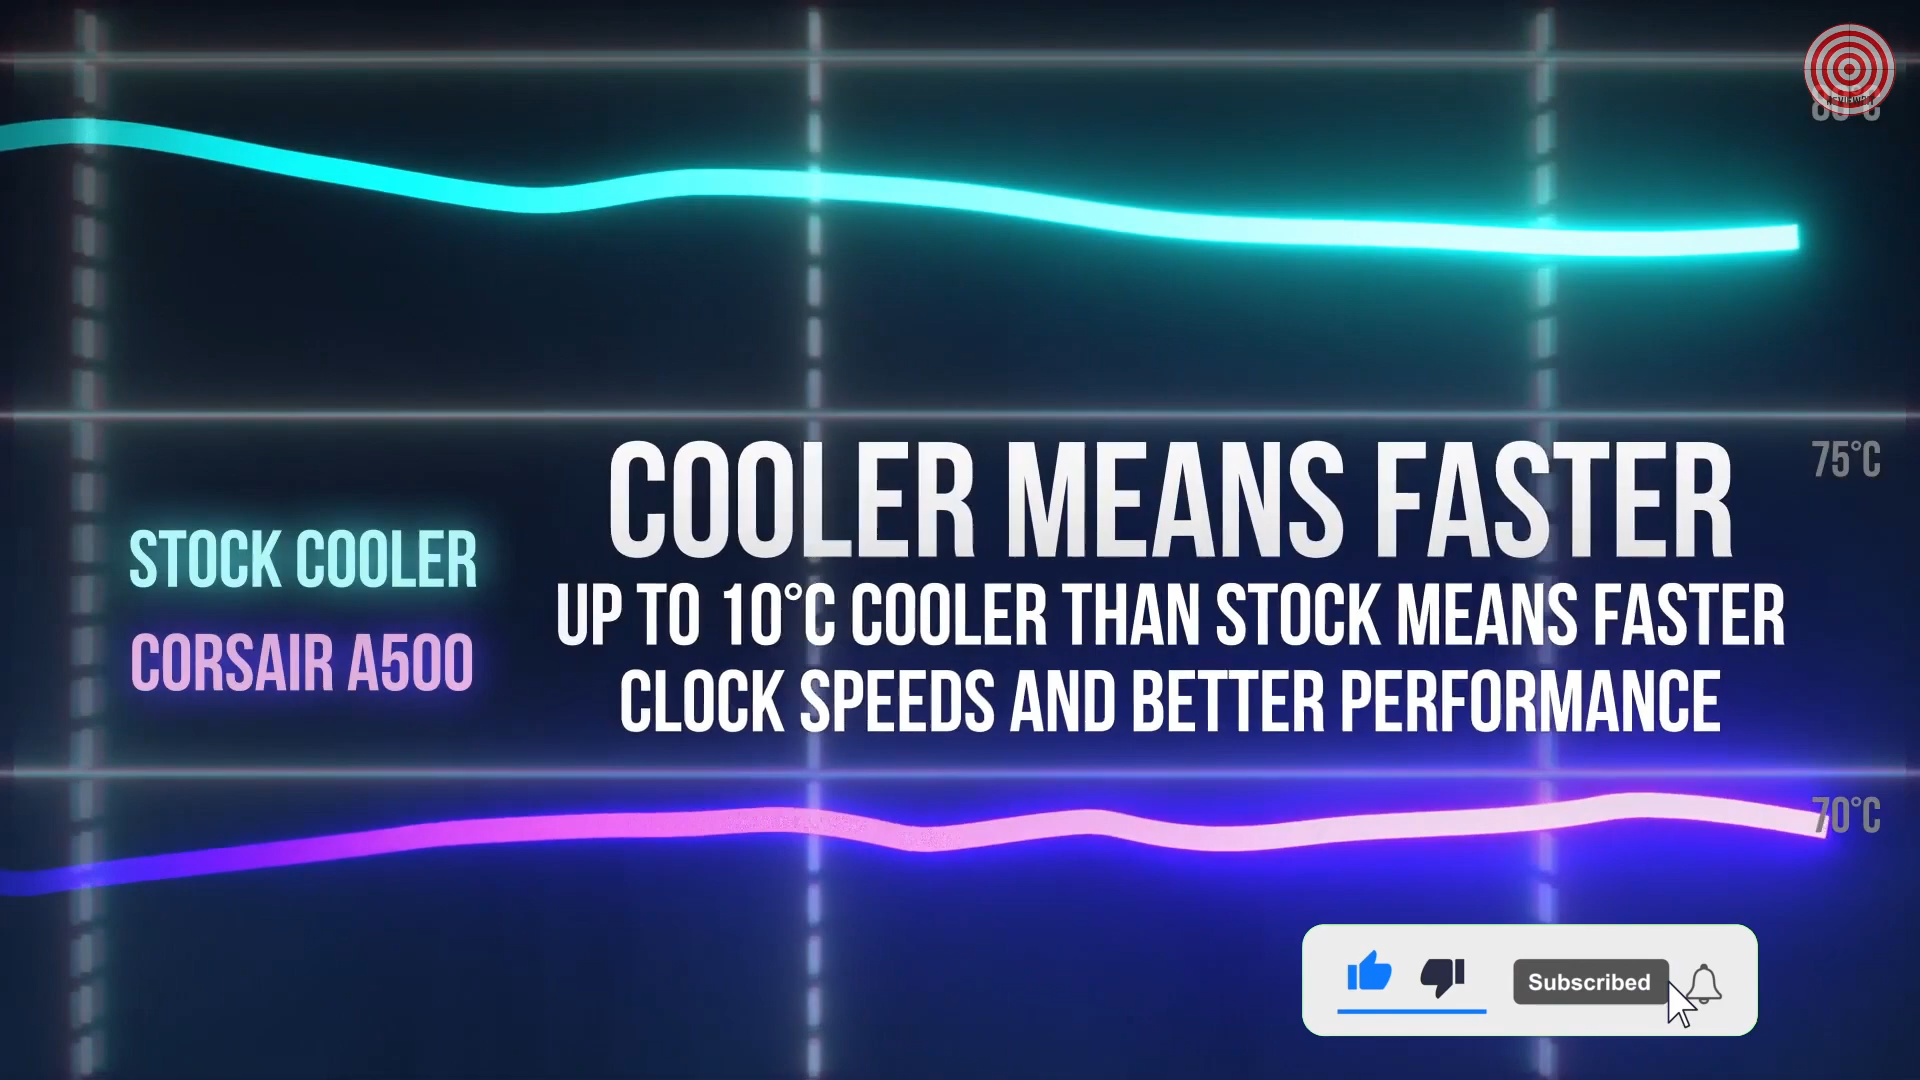 75°C
COOLER MEANS FASTER
STOCK COOLER
UP TO 10°C COOLER THAN STOCK MEANS FASTER
CORSAIR A500
CLOCK SPEEDS AND BETTER PERFORMANCE
70°C
Subscribed